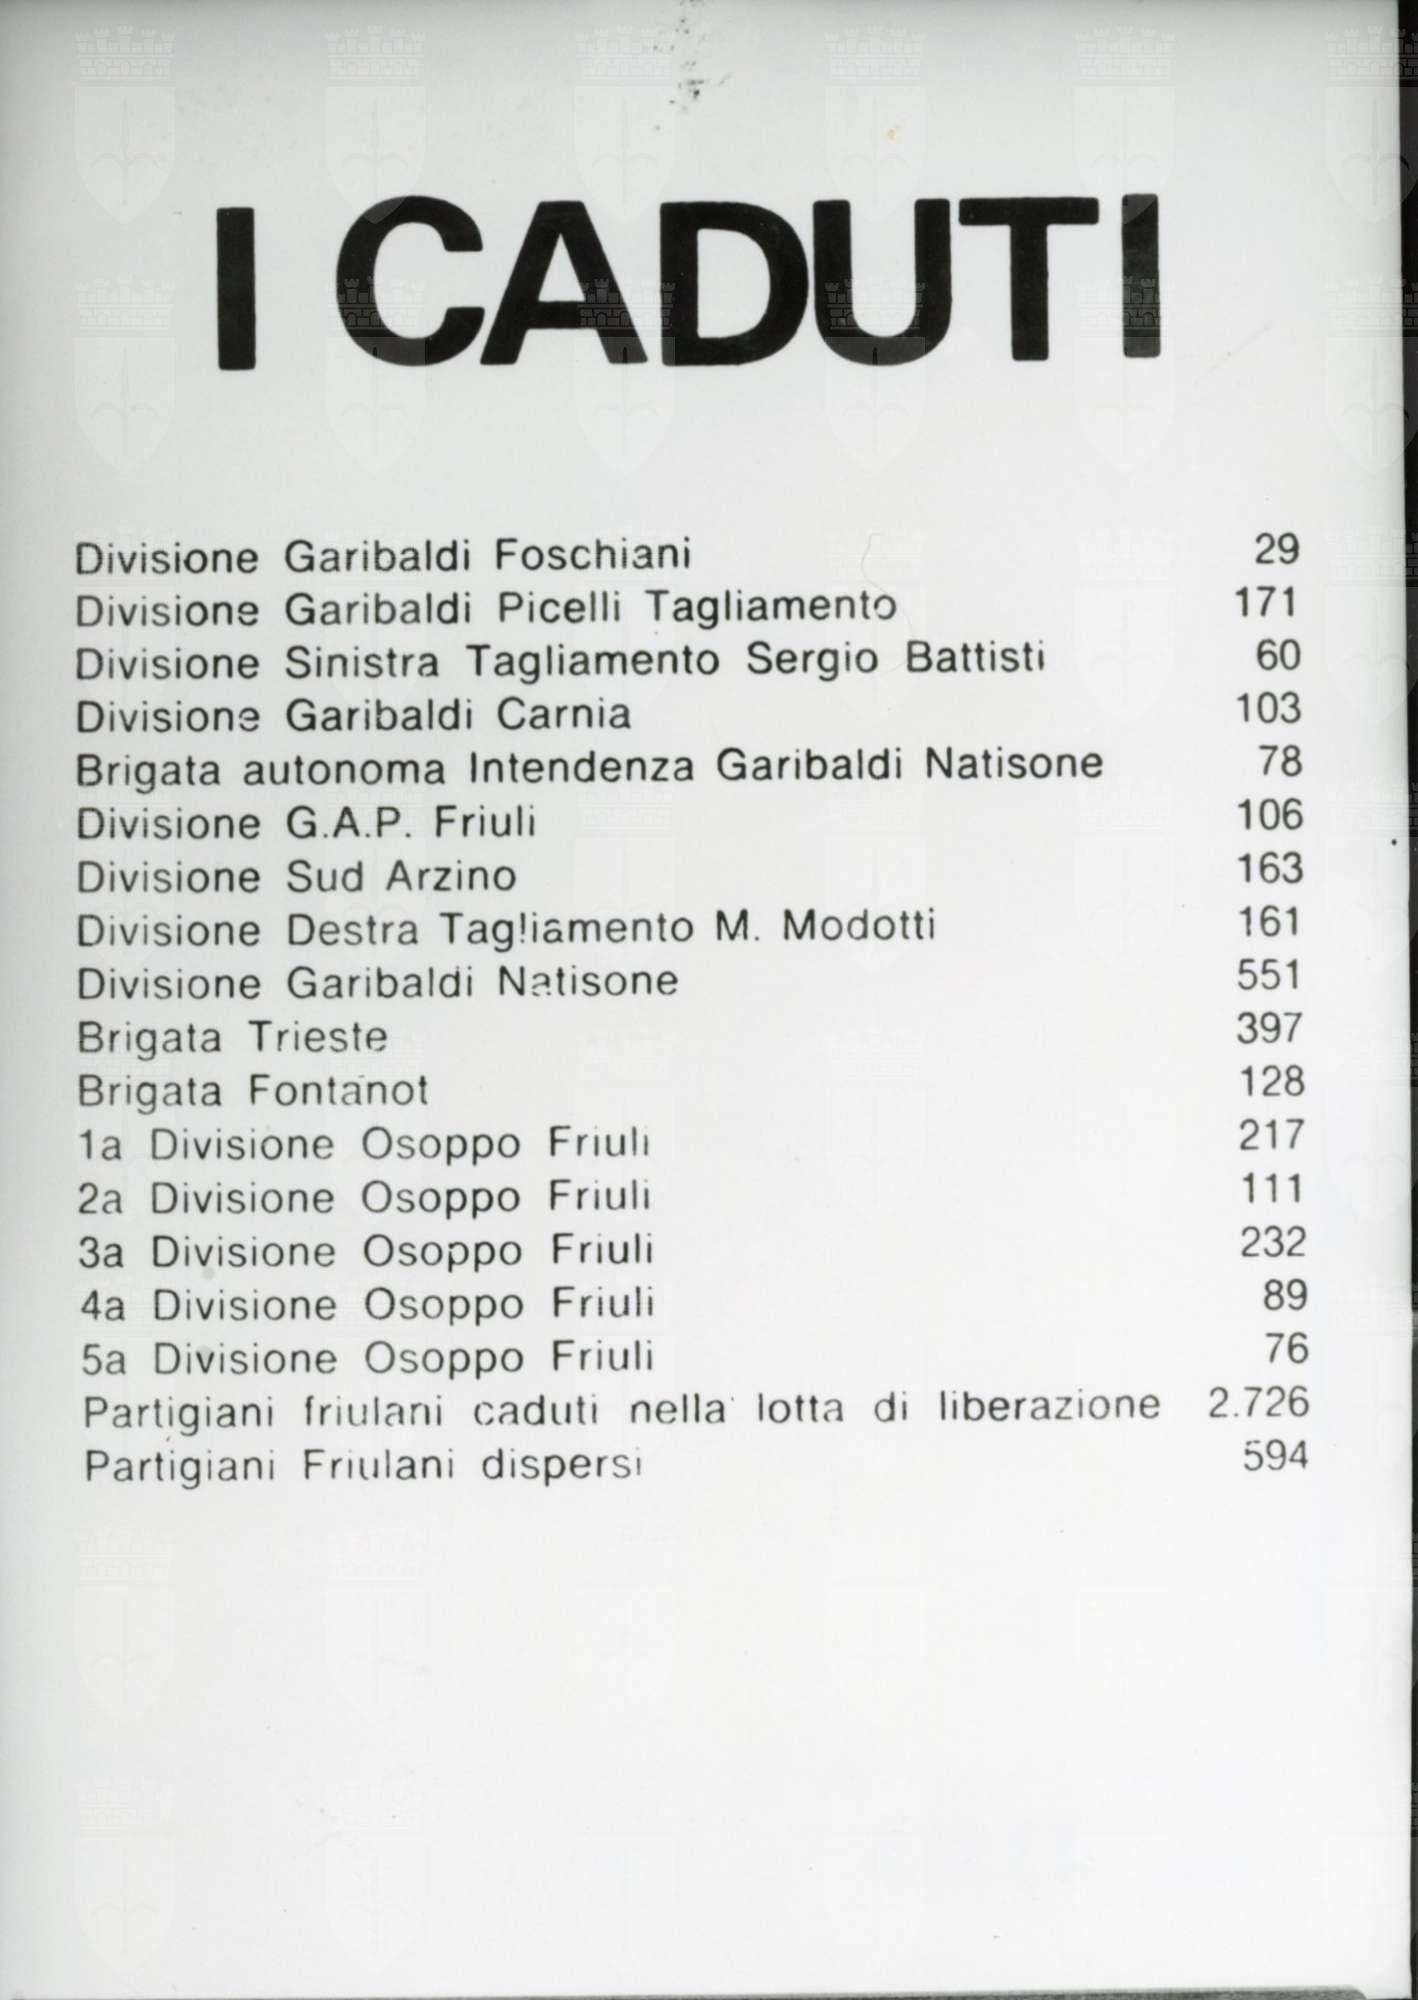 I CADUTI
Divisione Garibaldi Foschiani 29
Divisione Garibaldi Picelli Tagliamento 171
Divisione Sinistra Tagliamento Sergio Battisti 60
Divisione Garibaldi Carnia 103
Brigata autonoma Intendenza Garibaldi Natisone 78
Divisione G.A.P. Friuli 106
Divisione Sud Arzino 163
Divisione Destra Tagliamento M. Modotti 161
Divisione Garibaldi Natisone 551
Brigata Trieste 397
Brigata Fontanot 128
1a Divisione Osoppo Friuli 217
2a Divisione Osoppo Friuli 111
3a Divisione Osoppo Friuli 232
4a Divisione Osoppo Friuli 89
5a Divisione Osoppo Friuli 76
Partigiani friulani caduti nella lotta di liberazione 2.726
Partigiani Friulani dispersi 594